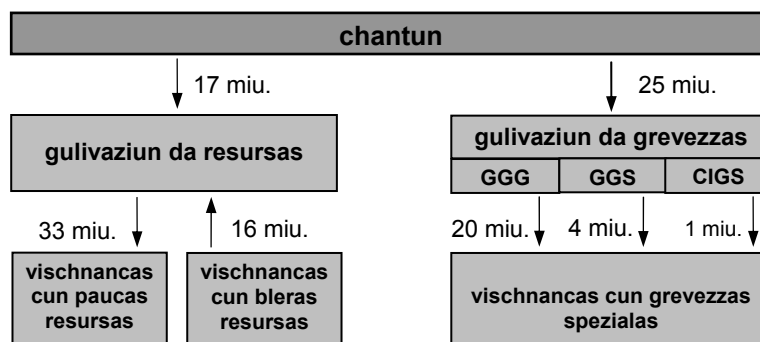 chantun
17 miu.
25 miu.
gulivaziun da resursas
gulivaziun da grevezzas
GGG
GGS
CIGS
33 miu.
16 miu.
20 miu.
4 miu.
1 miu.
vischnancas
cun paucas
resursas
vischnancas
cun bleras
resursas
vischnancas cun grevezzas
spezialas